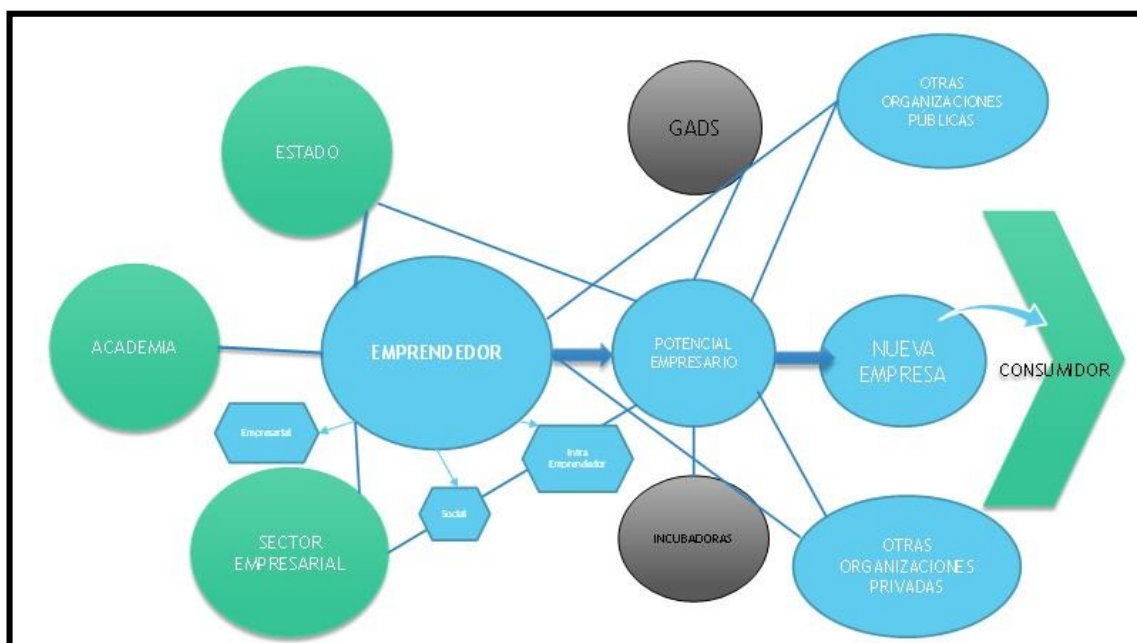 OTRAS
ORGANIZACIONES
PÚBLICAS
GADS
ESTADO
ACADEMIA
EMPRENDEDOR
POTENCIAL
EMPRESARIO
NUEVA
EMPRESA
CONSUMIDOR
Empresarial
Intra
Emprendedor
Social
SECTOR
EMPRESARIAL
INCUBADORAS
OTRAS
ORGANIZACIONES
PRIVADAS